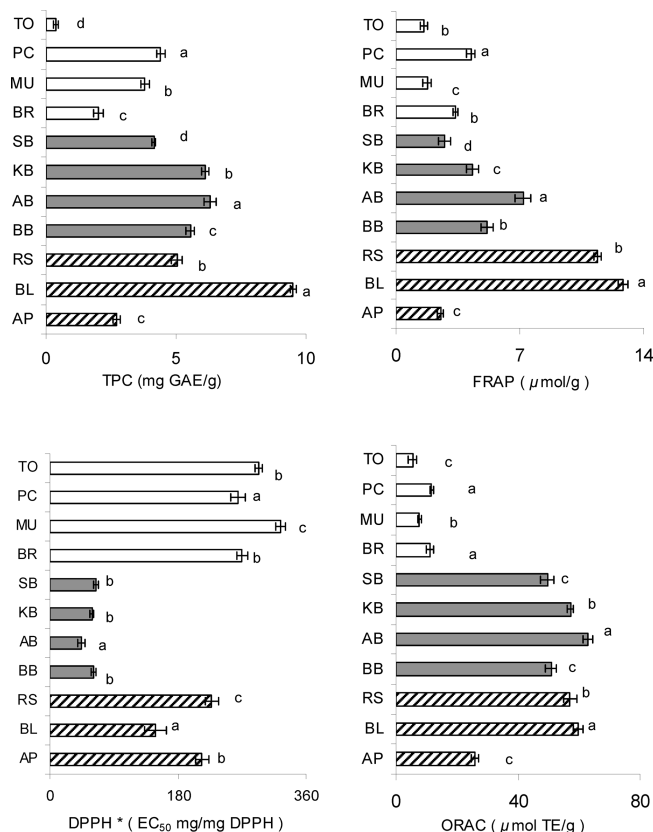 TO
d
PC
a
MU
b
BR
c
SB
d
KB
b
AB
a
BB
c
RS
b
BL
a
AP
c
0 5 10
TPC (mg GAE/g)
TO
b
PC
a
MU
c
BR
b
SB
d
KB
c
AB
a
BB
b
RS
b
BL
a
AP
c
0 7 14
FRAP ( µmol/g )
TO
b
PC
a
MU
c
BR
b
SB
b
KB
b
AB
a
BB
b
RS
c
BL
a
AP
b
0 180 360
DPPH * ( EC50 mg/mg DPPH )
TO
c
PC
a
MU
b
BR
a
SB
c
KB
b
AB
a
BB
c
RS
b
BL
a
AP
c
0 40 80
ORAC ( µmol TE/g )